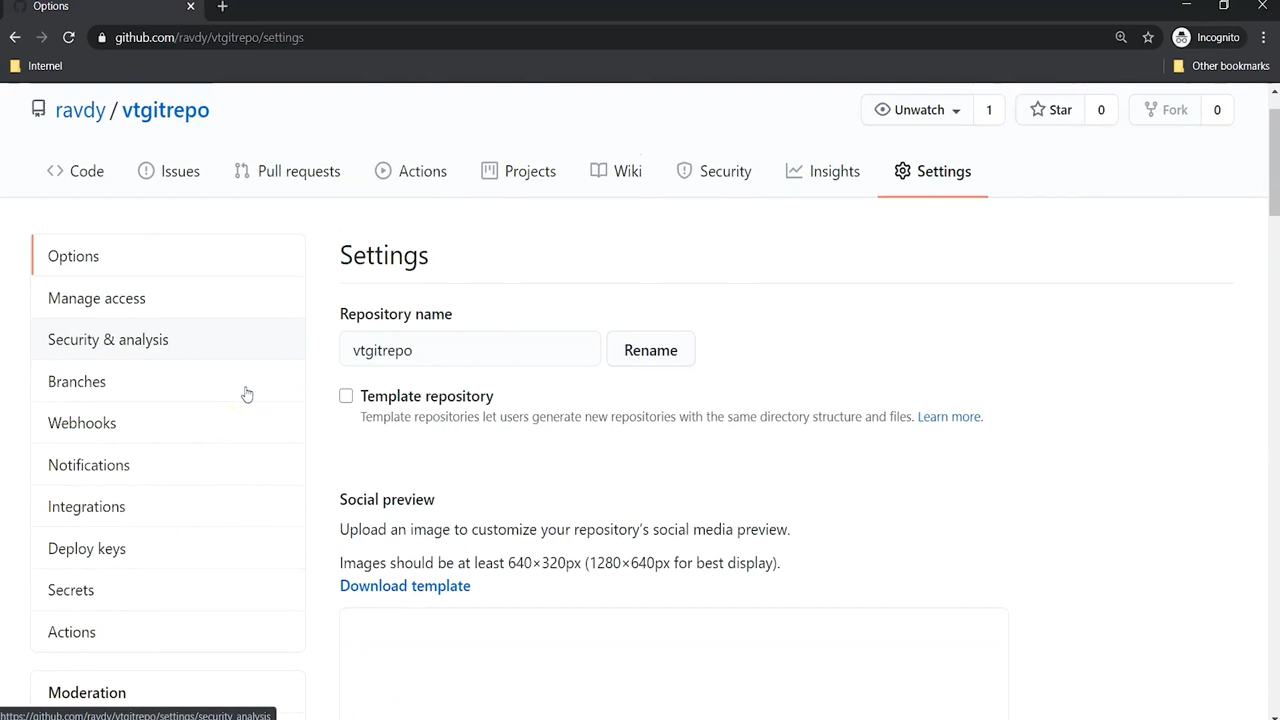 Options
github.com/ravdy/vtgitrepo/settings
Incognito
Internet
Other bookmarks
ravdy / vtgitrepo
Unwatch 1
Star 0
Fork 0
Code
Issues
Pull requests
Actions
Projects
Wiki
Security
Insights
Settings
Options
Manage access
Security & analysis
Branches
Webhooks
Notifications
Integrations
Deploy keys
Secrets
Actions
Moderation
Settings
Repository name
vtgitrepo
Rename
Template repository
Template repositories let users generate new repositories with the same directory structure and files. Learn more.
Social preview
Upload an image to customize your repository's social media preview.
Images should be at least 640×320px (1280×640px for best display).
Download template
https://github.com/ravdy/vtgitrepo/settings/security_analysis